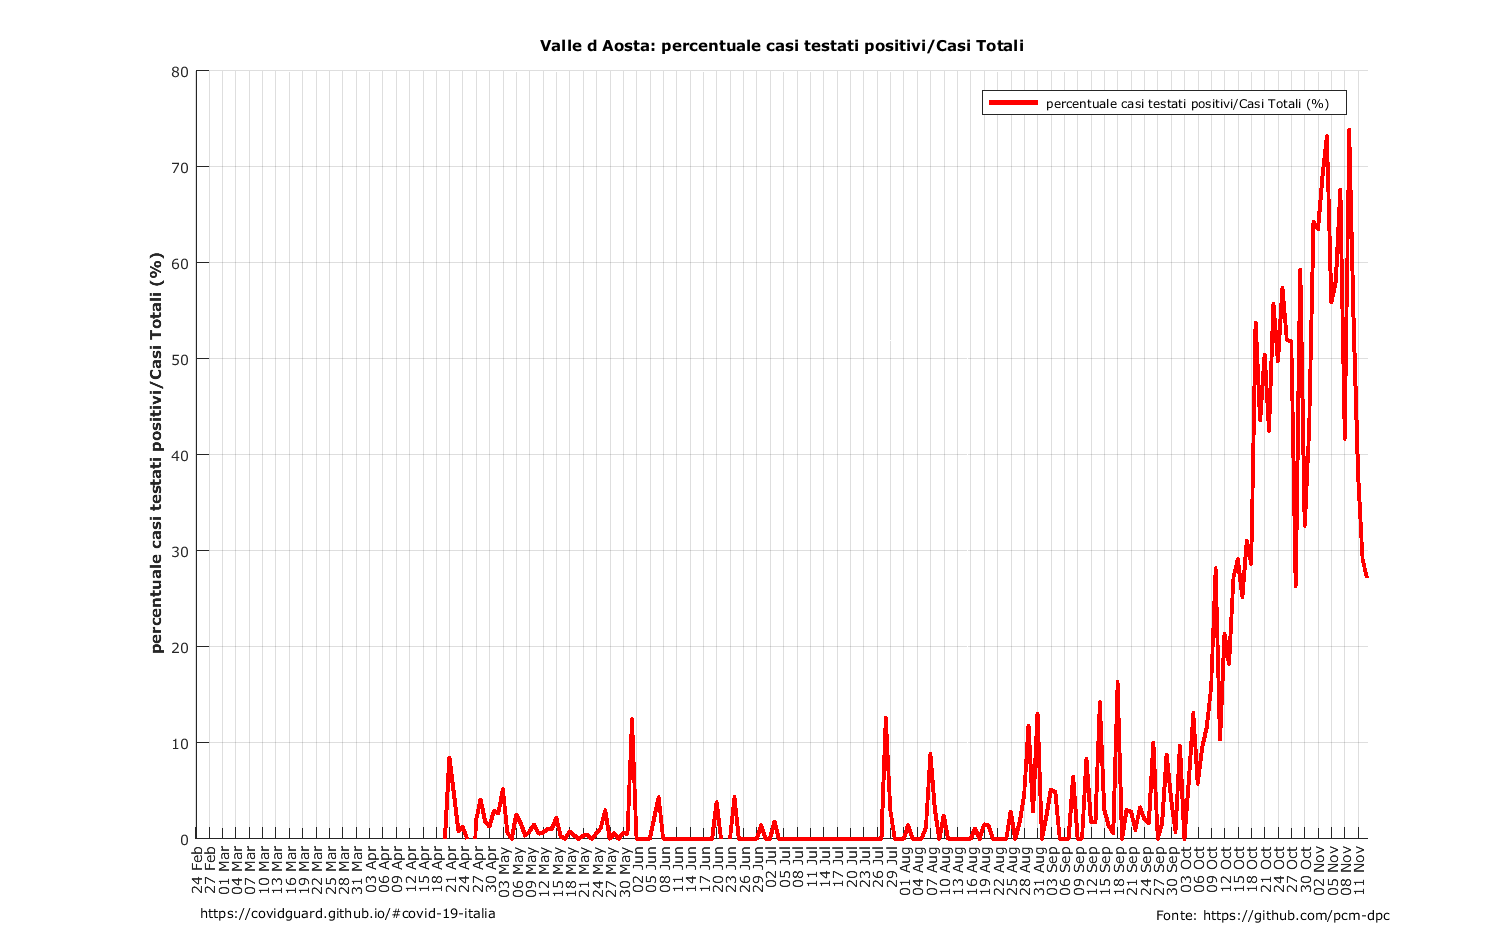 Valle d Aosta: percentuale casi testati positivi/Casi Totali
percentuale casi testati positivi/Casi Totali (%)
percentuale casi testati positivi/Casi Totali (%)
80
70
60
50
40
30
20
10
0
24 Feb
27 Feb
01 Mar
04 Mar
07 Mar
10 Mar
13 Mar
16 Mar
19 Mar
22 Mar
25 Mar
28 Mar
31 Mar
03 Apr
06 Apr
09 Apr
12 Apr
15 Apr
18 Apr
21 Apr
24 Apr
27 Apr
30 Apr
03 May
06 May
09 May
12 May
15 May
18 May
21 May
24 May
27 May
30 May
02 Jun
05 Jun
08 Jun
11 Jun
14 Jun
17 Jun
20 Jun
23 Jun
26 Jun
29 Jun
02 Jul
05 Jul
08 Jul
11 Jul
14 Jul
17 Jul
20 Jul
23 Jul
26 Jul
29 Jul
01 Aug
04 Aug
07 Aug
10 Aug
13 Aug
16 Aug
19 Aug
22 Aug
25 Aug
28 Aug
31 Aug
03 Sep
06 Sep
09 Sep
12 Sep
15 Sep
18 Sep
21 Sep
24 Sep
27 Sep
30 Sep
03 Oct
06 Oct
09 Oct
12 Oct
15 Oct
18 Oct
21 Oct
24 Oct
27 Oct
30 Oct
02 Nov
05 Nov
08 Nov
11 Nov
https://covidguard.github.io/#covid-19-italia
Fonte: https://github.com/pcm-dpc